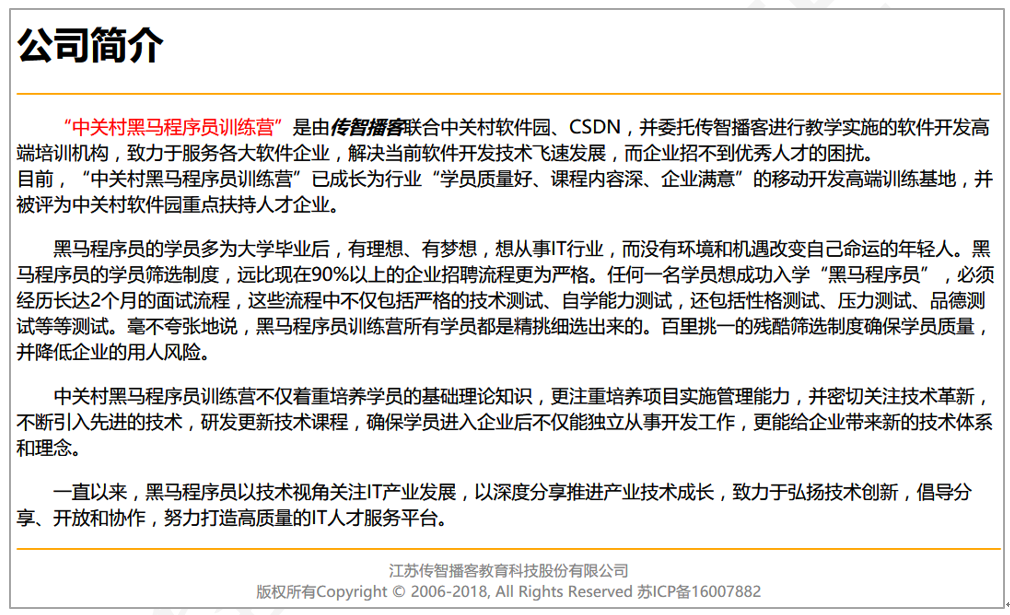 公司简介
“中关村黑马程序员训练营”是由传智播客联合中关村软件园、CSDN，并委托传智播客进行教学实施的软件开发高
端培训机构，致力于服务各大软件企业，解决当前软件开发技术飞速发展，而企业招不到优秀人才的困扰。
目前，“中关村黑马程序员训练营”已成长为行业“学员质量好、课程内容深、企业满意”的移动开发高端训练基地，并
被评为中关村软件园重点扶持人才企业。
黑马程序员的学员多为大学毕业后，有理想、有梦想，想从事IT行业，而没有环境和机遇改变自己命运的年轻人。黑
马程序员的学员筛选制度，远比现在90%以上的企业招聘流程更为严格。任何一名学员想成功入学“黑马程序员”，必须
经历长达2个月的面试流程，这些流程中不仅包括严格的技术测试、自学能力测试，还包括性格测试、压力测试、品德测
试等等测试。毫不夸张地说，黑马程序员训练营所有学员都是精挑细选出来的。百里挑一的残酷筛选制度确保学员质量，
并降低企业的用人风险。
中关村黑马程序员训练营不仅着重培养学员的基础理论知识，更注重培养项目实施管理能力，并密切关注技术革新，
不断引入先进的技术，研发更新技术课程，确保学员进入企业后不仅能独立从事开发工作，更能给企业带来新的技术体系
和理念。
一直以来，黑马程序员以技术视角关注IT产业发展，以深度分享推进产业技术成长，致力于弘扬技术创新，倡导分
享、开放和协作，努力打造高质量的IT人才服务平台。
江苏传智播客教育科技股份有限公司
版权所有Copyright © 2006-2018, All Rights Reserved 苏ICP备16007882